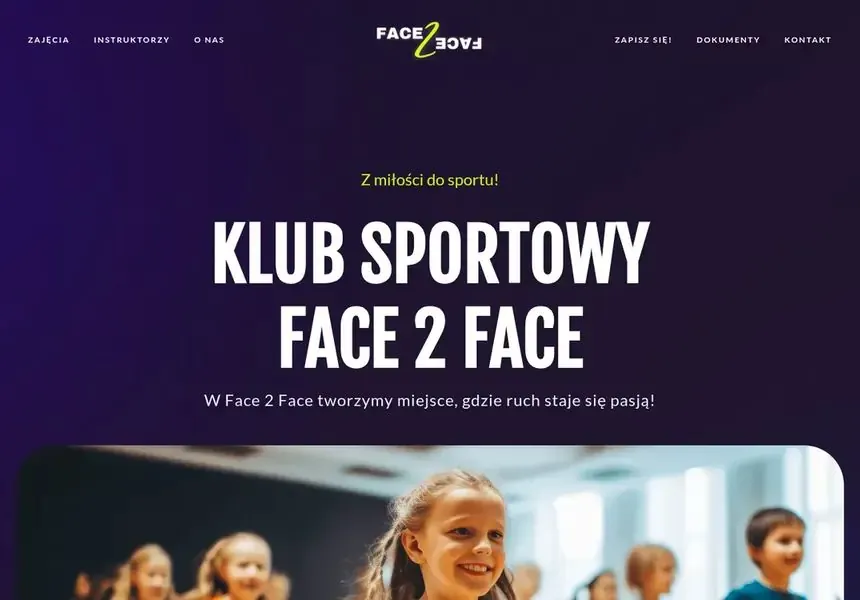 ZAJĘCIA INSTRUKTORZY O NAS
FACE 2 FACE
ZAPISZ SIĘ! DOKUMENTY KONTAKT
Z miłości do sportu!
KLUB SPORTOWY
FACE 2 FACE
W Face 2 Face tworzymy miejsce, gdzie ruch staje się pasją!